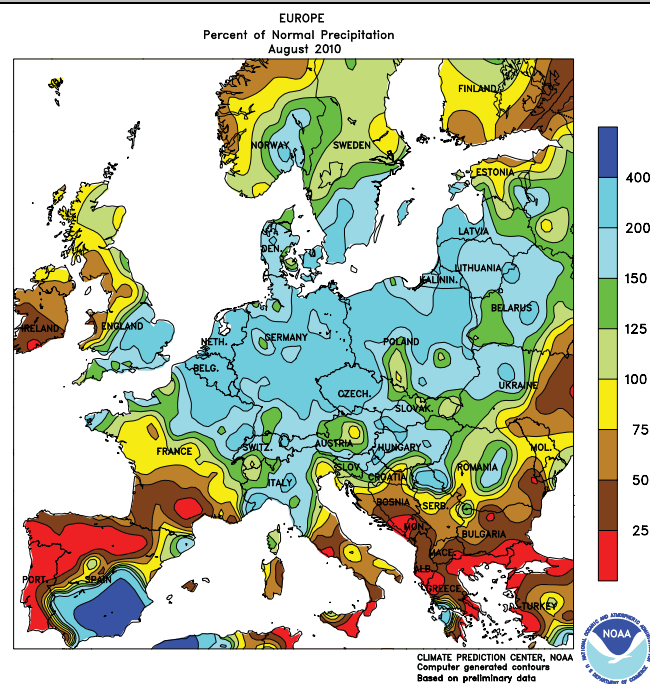 EUROPE
Percent of Normal Precipitation
August 2010
FINLAND
NORWAY
SWEDEN
ESTONIA
DEN.
LATVIA
LITHUANIA
KALININ.
IRELAND
ENGLAND
BELARUS
NETH.
GERMANY
POLAND
BELG.
CZECH.
UKRAINE
SLOVAK.
FRANCE
SWITZ.
AUSTRIA
HUNGARY
MOL.
SLOV.
ROMANIA
ITALY
CROATIA
BOSNIA
SERB.
MON.
BULGARIA
MACE.
PORT.
SPAIN
ALB.
GREECE
TURKEY
400
200
150
125
100
75
50
25
NOAA
CLIMATE PREDICTION CENTER, NOAA
Computer generated contours
Based on preliminary data